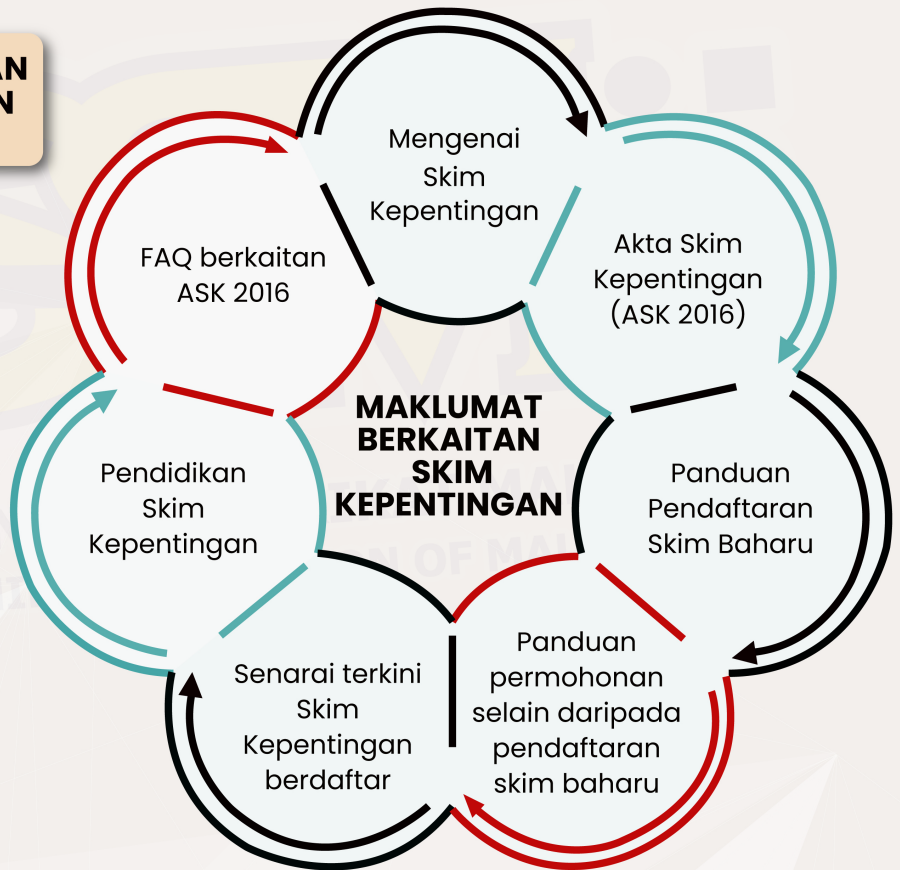 MAKLUMAT
BERKAITAN
SKIM
KEPENTINGAN
Mengenai
Skim
Kepentingan
Akta Skim
Kepentingan
(ASK 2016)
Panduan
Pendaftaran
Skim Baharu
Panduan
permohonan
selain daripada
pendaftaran
skim baharu
Senarai terkini
Skim
Kepentingan
berdaftar
Pendidikan
Skim
Kepentingan
FAQ berkaitan
ASK 2016